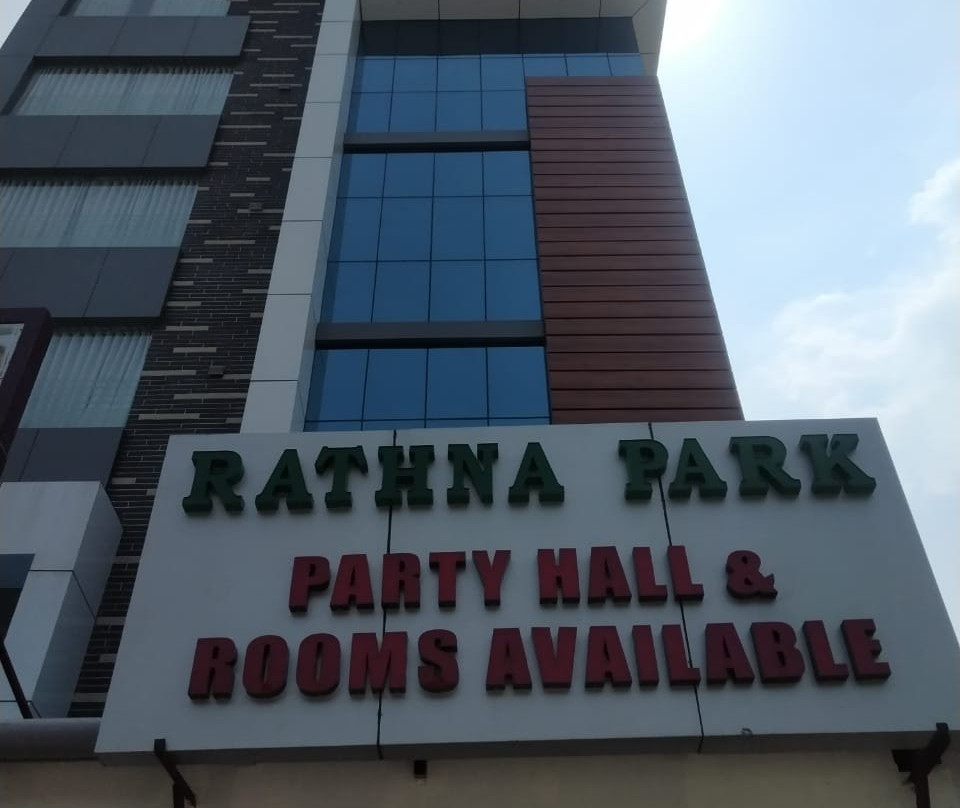 RATHNA PARK
PARTY HALL &
ROOMS AVAILABLE